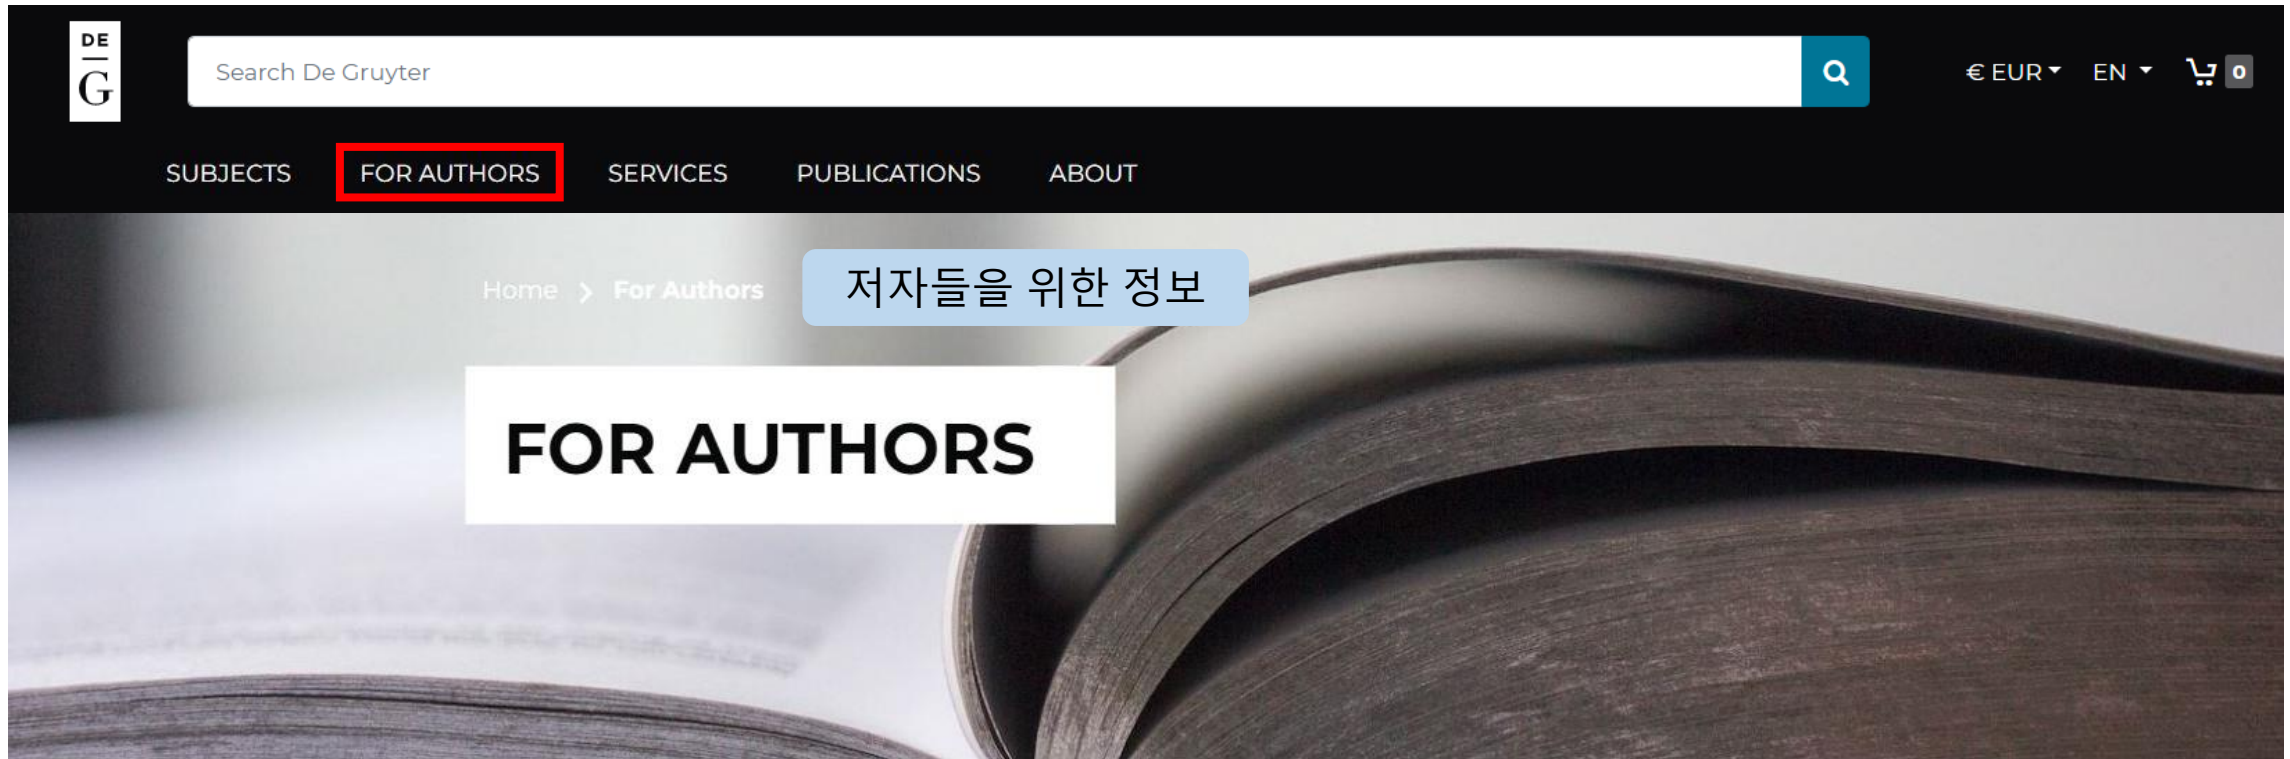 DE
G
Search De Gruyter
€ EUR EN 0
SUBJECTS FOR AUTHORS SERVICES PUBLICATIONS ABOUT
Home > For Authors 저자들을 위한 정보
FOR AUTHORS